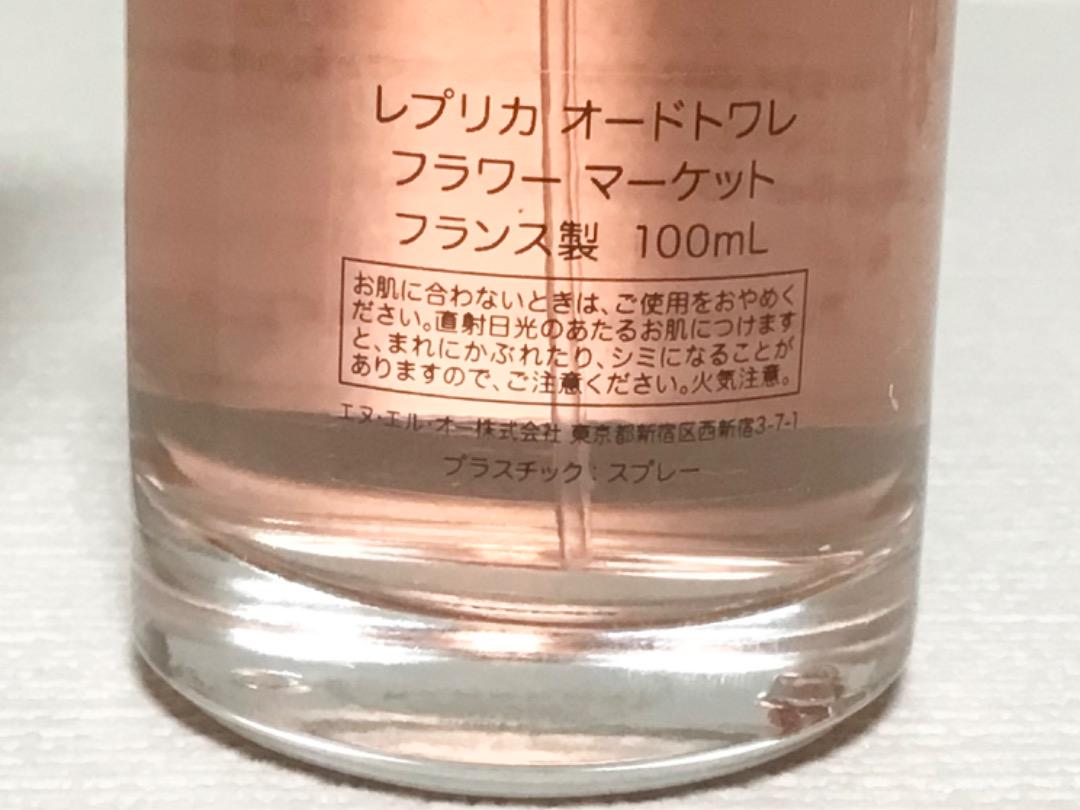 レプリカ オードトワレ
フラワー マーケット
フランス製 100mL
お肌に合わないときは、ご使用をおやめく
ださい。直射日光のあたるお肌につけます
と、まれにかぶれたり、シミになることが
ありますので、ご注意ください。火気注意。
エヌ・エル・オー株式会社 東京都新宿区西新宿3-7-1
プラスチック : スプレー